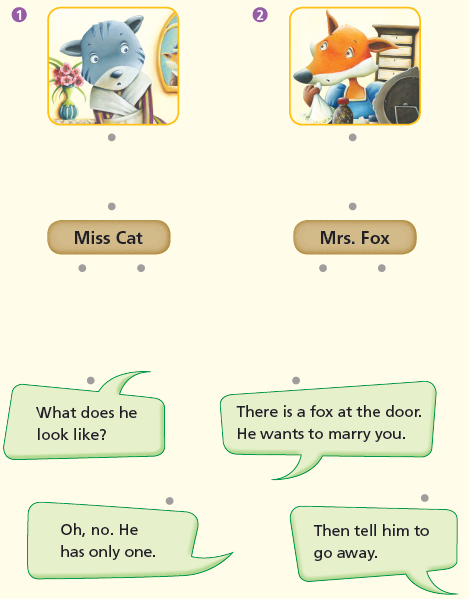 1
2
Miss Cat
Mrs. Fox
What does he
look like?
There is a fox at the door.
He wants to marry you.
Oh, no. He
has only one.
Then tell him to
go away.